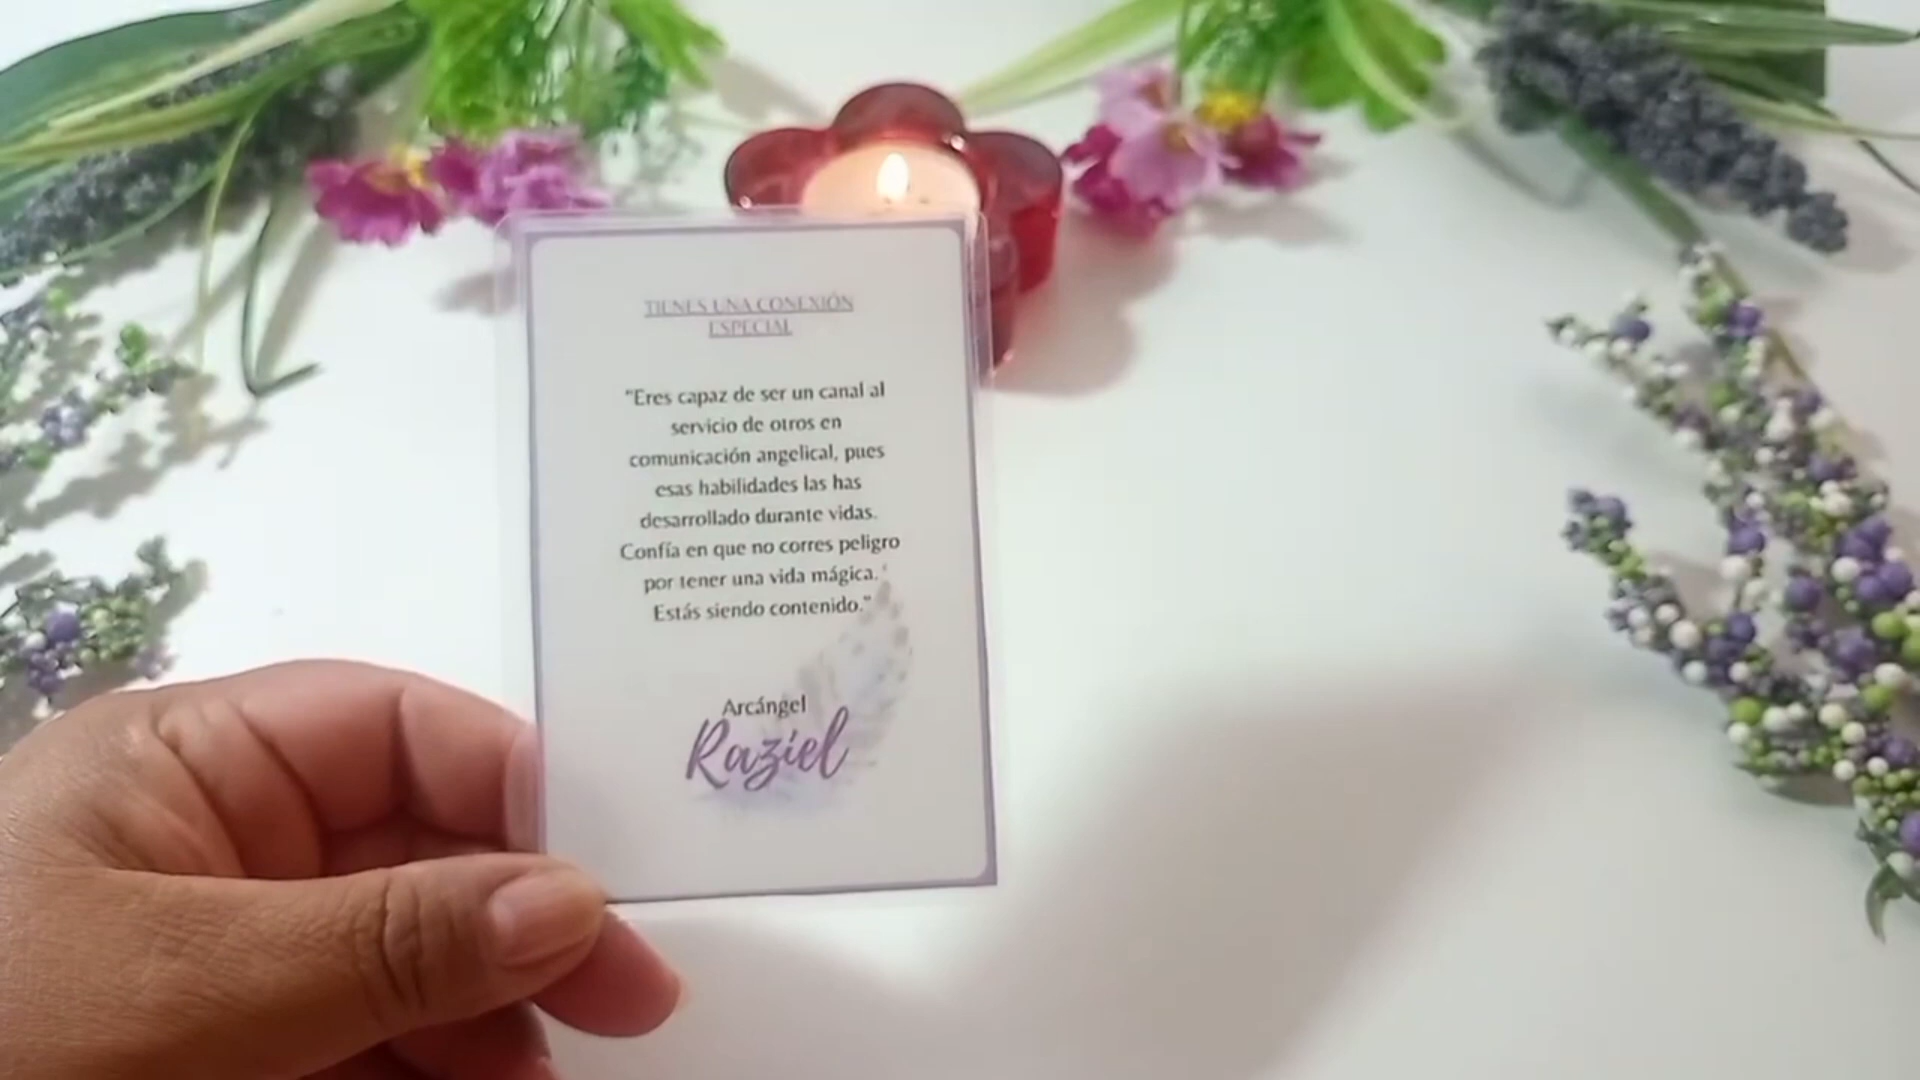 TIENES UNA CONEXIÓN
ESPECIAL
"Eres capaz de ser un canal al
servicio de otros en
comunicación angelical, pues
esas habilidades las has
desarrollado durante vidas.
Confía en que no corres peligro
por tener una vida mágica.
Estás siendo contenido."
Arcángel
Raziel